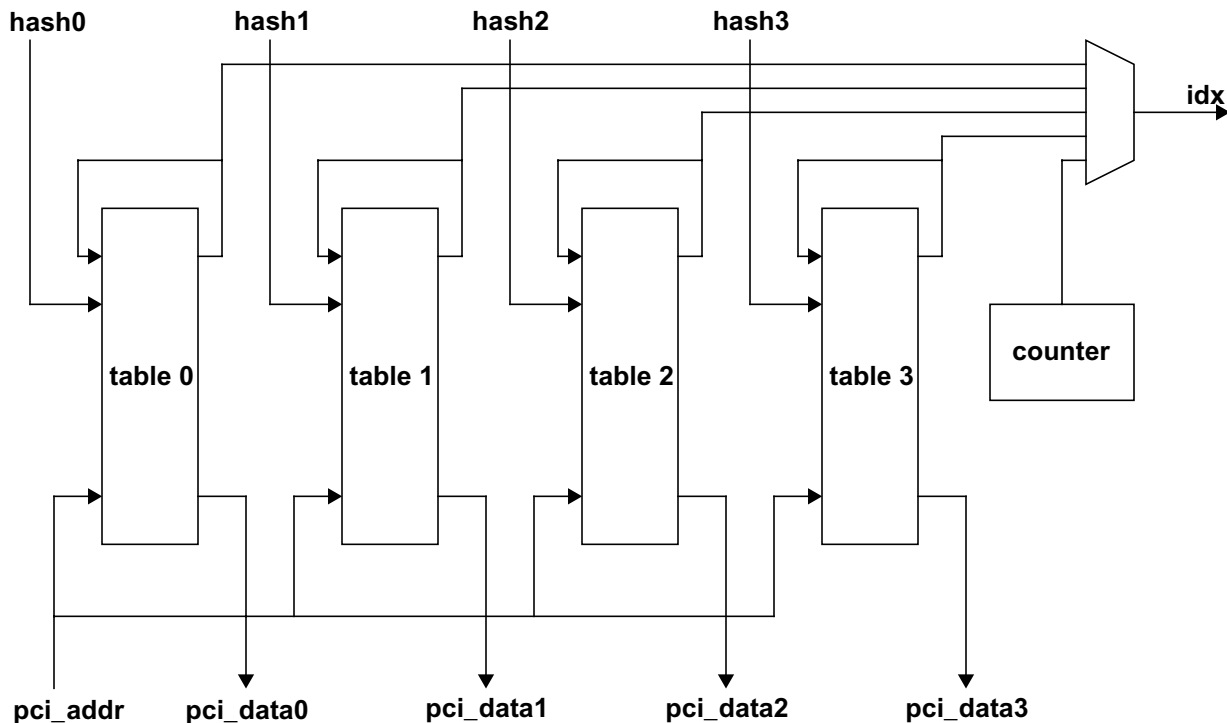 hash0 hash1 hash2 hash3
idx
counter
table 0 table 1 table 2 table 3
pci_addr pci_data0 pci_data1 pci_data2 pci_data3